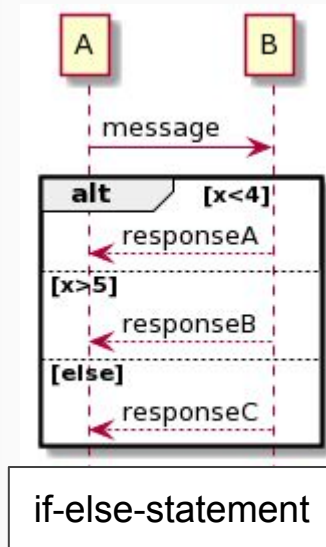 A B
message
alt [x<4]
responseA
[x>5]
responseB
[else]
responseC
if-else-statement